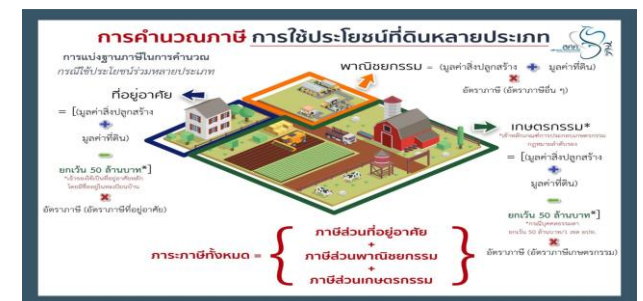 การคำนวณภาษี การใช้ประโยชน์ที่ดินหลายประเภท
สถก
การแบ่งฐานภาษีในการคำนวณ
กรณีใช้ประโยชน์ร่วมหลายประเภท
พาณิชยกรรม = (มูลค่าสิ่งปลูกสร้าง + มูลค่าที่ดิน)
×
อัตราภาษี (อัตราภาษีอื่น ๆ)
ที่อยู่อาศัย
= [(มูลค่าสิ่งปลูกสร้าง
+
มูลค่าที่ดิน)
-
ยกเว้น 50 ล้านบาท*]
×
อัตราภาษี (อัตราภาษีที่อยู่อาศัย)
เกษตรกรรม*
= [(มูลค่าสิ่งปลูกสร้าง
+
มูลค่าที่ดิน)
-
ยกเว้น 50 ล้านบาท*]
*กรณีบุคคลธรรมดา
×
อัตราภาษี (อัตราภาษีเกษตรกรรม)
ภาระภาษีทั้งหมด = { ภาษีส่วนที่อยู่อาศัย
+
ภาษีส่วนพาณิชยกรรม
+
ภาษีส่วนเกษตรกรรม }